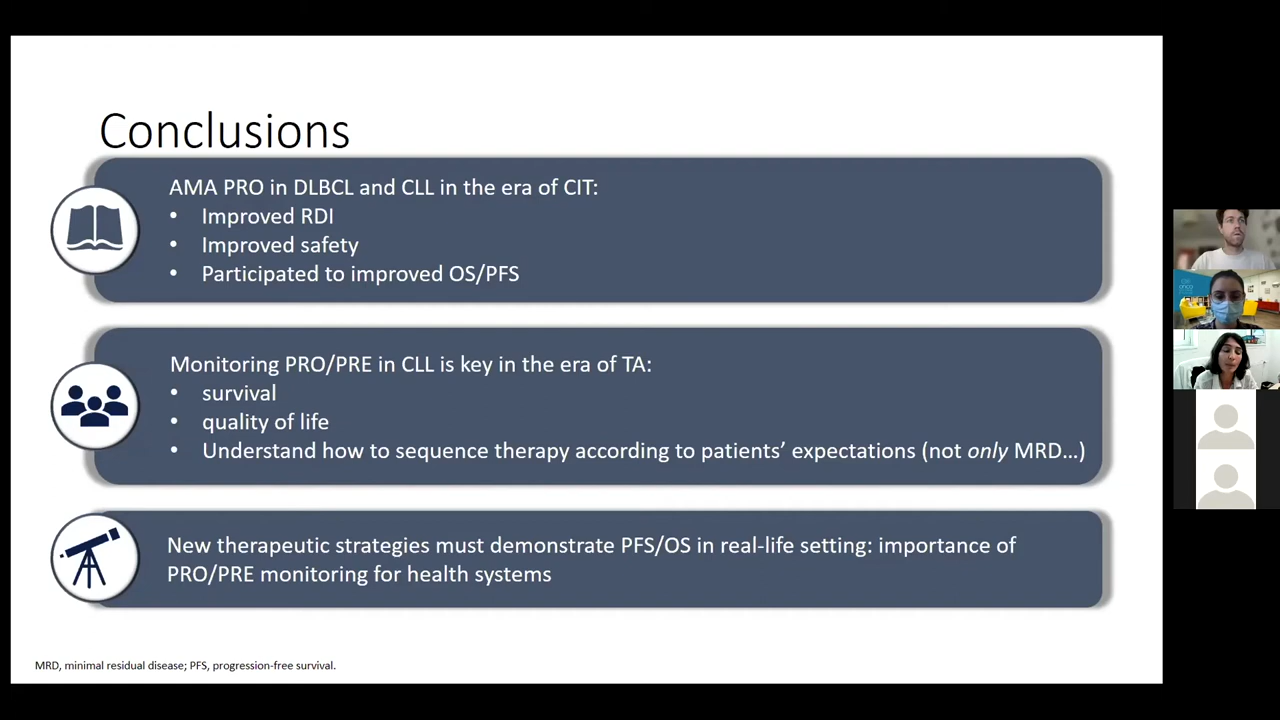 Conclusions
AMA PRO in DLBCL and CLL in the era of CIT:
• Improved RDI
• Improved safety
• Participated to improved OS/PFS
Monitoring PRO/PRE in CLL is key in the era of TA:
• survival
• quality of life
• Understand how to sequence therapy according to patients’ expectations (not only MRD…)
New therapeutic strategies must demonstrate PFS/OS in real-life setting: importance of
PRO/PRE monitoring for health systems
MRD, minimal residual disease; PFS, progression-free survival.